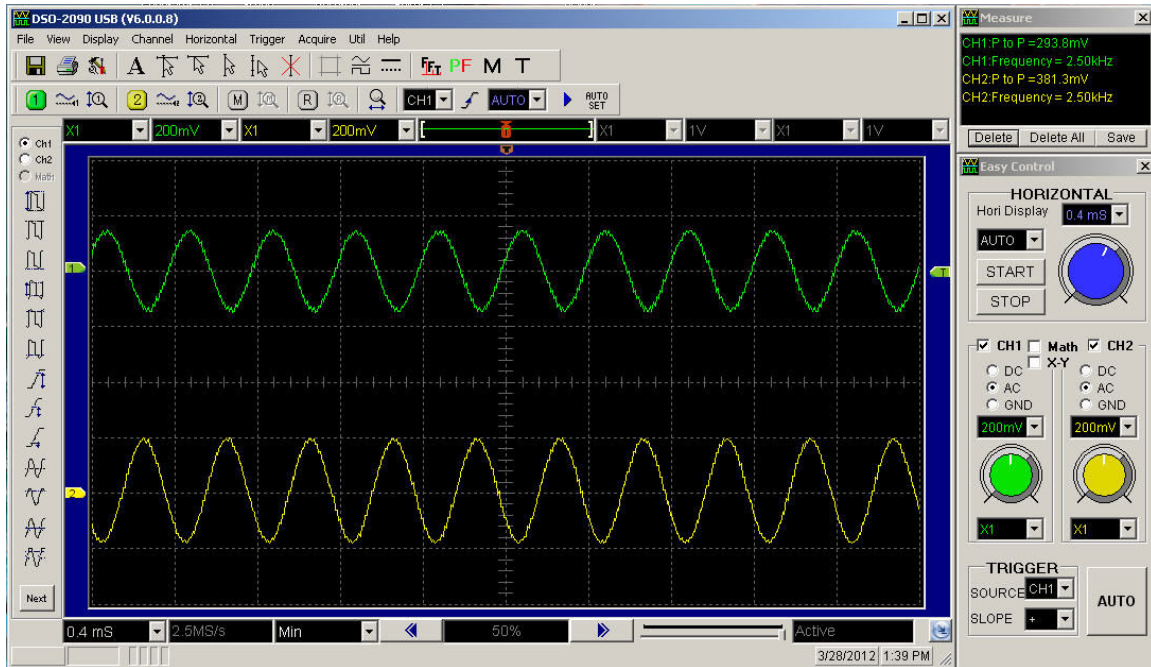 DSO-2090 USB (V6.0.0.8)
File View Display Channel Horizontal Trigger Acquire Util Help
A FFT PF M T
1 2 M R CH1 AUTO AUTO SET
X1 200mV X1 200mV X1 1V X1 1V
Ch1
Ch2
Math
Next
1
T
2
0.4 mS 2.5MS/s Min 50% Active
3/28/2012 1:39 PM
Measure
CH1:P to P =293.8mV
CH1:Frequency = 2.50kHz
CH2:P to P =381.3mV
CH2:Frequency = 2.50kHz
Delete Delete All Save
Easy Control
HORIZONTAL
Hori Display 0.4 mS
AUTO
START
STOP
CH1 Math CH2
X-Y
DC DC
AC AC
GND GND
200mV 200mV
X1 X1
TRIGGER
SOURCE CH1
SLOPE +
AUTO